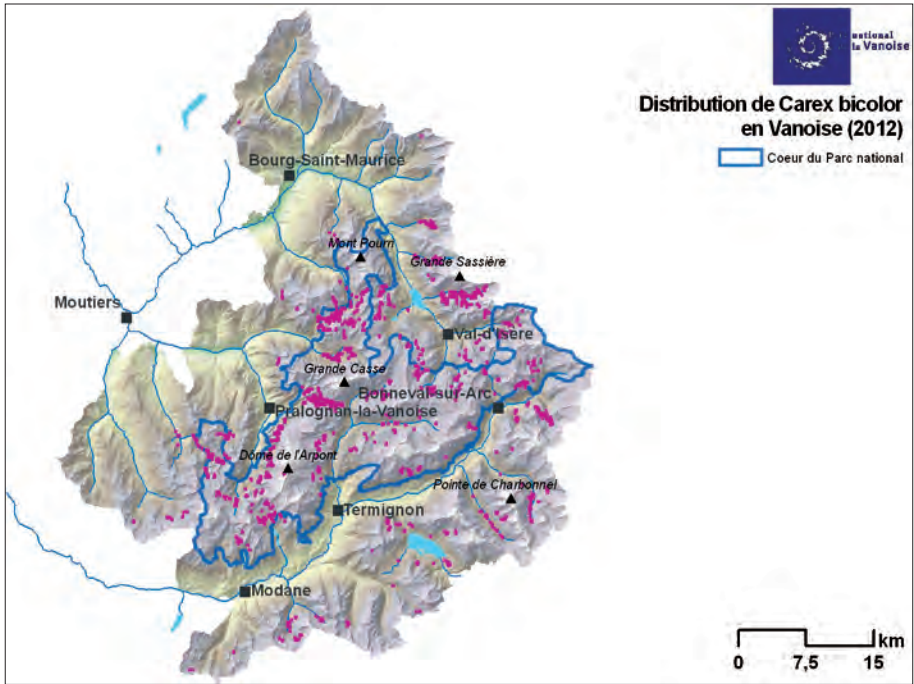 national
la Vanoise
Distribution de Carex bicolor
en Vanoise (2012)
Coeur du Parc national
Bourg-Saint-Maurice
Mont Pourri
Grande Sassière
Moutiers
Val-d'Isère
Grande Casse
Bonneval-sur-Arc
Pralognan-la-Vanoise
Dôme de l'Arpont
Pointe de Charbonnel
Termignon
Modane
km
0 7,5 15